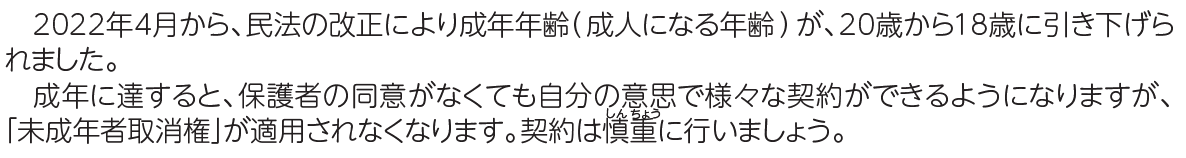 2022年4月から、民法の改正により成年年齢(成人になる年齢)が、20歳から18歳に引き下げら
れました。
　成年に達すると、保護者の同意がなくても自分の意思で様々な契約ができるようになりますが、
しんちょう
「未成年者取消権」が適用されなくなります。契約は慎重に行いましょう。